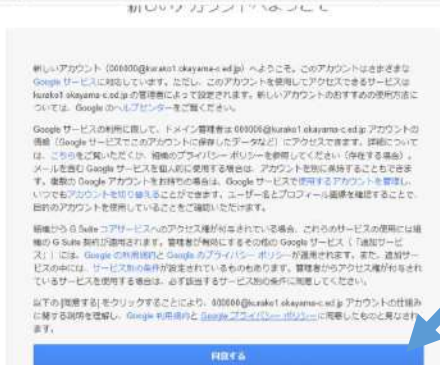 新しいアカウントへようこそ
新しいアカウント（000000@kurako1.okayama-c.ed.jp）へようこそ。このアカウントはさまざまな
Google サービスに対応しています。ただし、このアカウントを使用してアクセスできるサービスは
kurako1.okayama-c.ed.jp の管理者によって設定されます。新しいアカウントのおすすめの使用方法に
ついては、Google のヘルプセンターをご覧ください。
Google サービスの利用に際して、ドメイン管理者は 000000@kurako1.okayama-c.ed.jp アカウントの
情報（Google サービスでこのアカウントに保存したデータなど）にアクセスできます。詳細について
は、こちらをご覧いただくか、組織のプライバシー ポリシーを参照してください（存在する場合）。
メールを含む Google サービスを個人的に使用する場合は、アカウントを別に保持することもできま
す。複数の Google アカウントをお持ちの場合は、Google サービスで使用するアカウントを管理し、
いつでもアカウントを切り替えることができます。ユーザー名とプロフィール画像を確認することで、
目的のアカウントを使用していることをご確認いただけます。
組織から G Suite コアサービスへのアクセス権が付与されている場合、これらのサービスの使用には組
織の G Suite 契約が適用されます。管理者が有効にするその他の Google サービス（「追加サービ
ス」）には、Google の利用規約と Google のプライバシー ポリシーが適用されます。また、追加サー
ビスの中には、サービス別の条件が設定されているものもあります。管理者からアクセス権が付与され
ているサービスを使用する場合は、必ず該当するサービス別の条件に同意してください。
以下の [同意する] をクリックすることにより、000000@kurako1.okayama-c.ed.jp アカウントの仕組み
に関する説明を理解し、Google 利用規約と Google プライバシー ポリシーに同意したものと見なされ
ます。
同意する